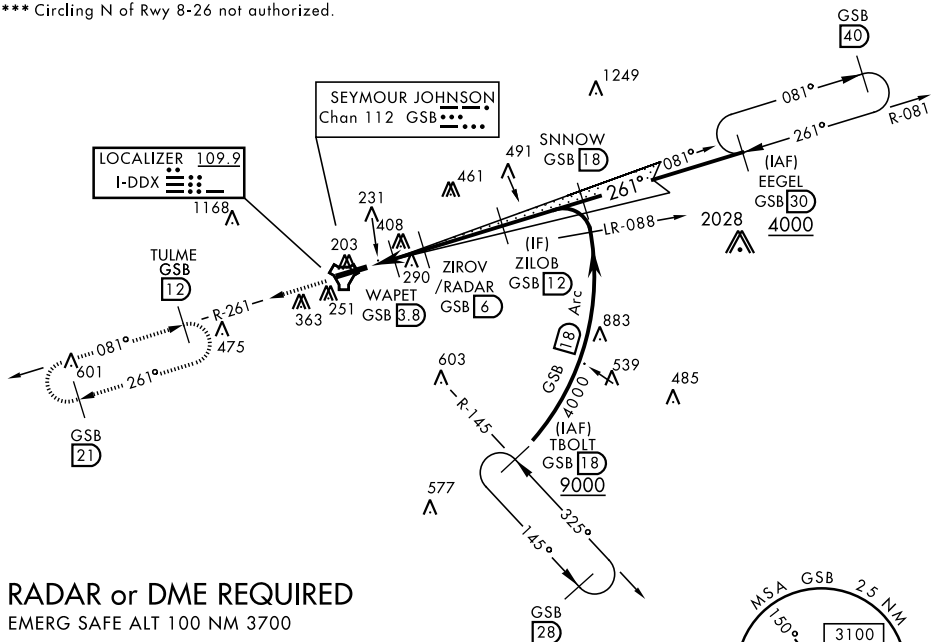 *** Circling N of Rwy 8-26 not authorized.
GSB
40
1249
SEYMOUR JOHNSON
Chan 112 GSB
081°
R-081
261°
SNNOW
GSB 18
081°
LOCALIZER 109.9
I-DDX
491
461
261°
(IAF)
EEGEL
GSB 30
4000
1168
231
408
LR-088
2028
203
TULME
GSB
12
290
ZIROV
/RADAR
GSB 6
(IF)
ZILOB
GSB 12
WAPET
GSB 3.8
R-261
363
251
475
081°
601
261°
GSB
21
GSB 18 Arc
4000
883
603
539
485
R-145
(IAF)
TBOLT
GSB 18
9000
577
325°
145°
GSB
28
RADAR or DME REQUIRED
EMERG SAFE ALT 100 NM 3700
MSA GSB 25 NM
150°
3100